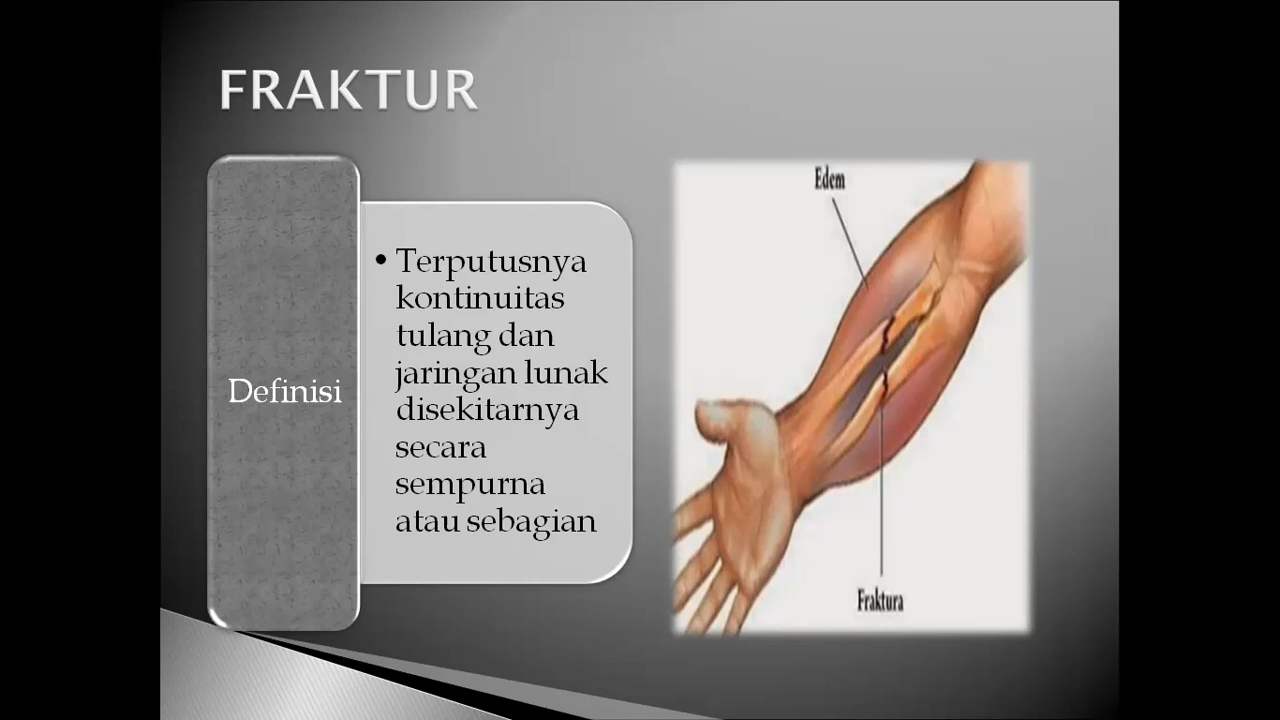 FRAKTUR
Definisi
• Terputusnya
kontinuitas
tulang dan
jaringan lunak
disekitarnya
secara
sempurna
atau sebagian
Edem
Fraktura